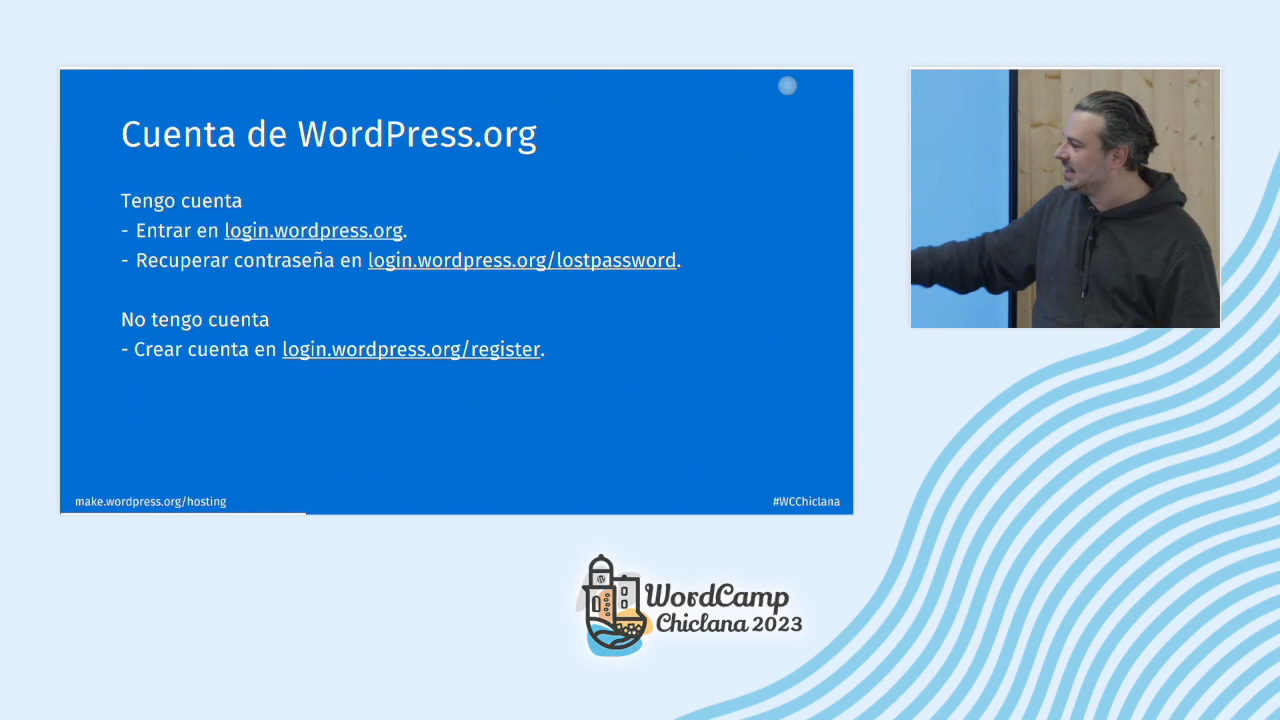 Cuenta de WordPress.org
Tengo cuenta
- Entrar en login.wordpress.org.
- Recuperar contraseña en login.wordpress.org/lostpassword.
No tengo cuenta
- Crear cuenta en login.wordpress.org/register.
make.wordpress.org/hosting
#WCChiclana
WordCamp
Chiclana 2023